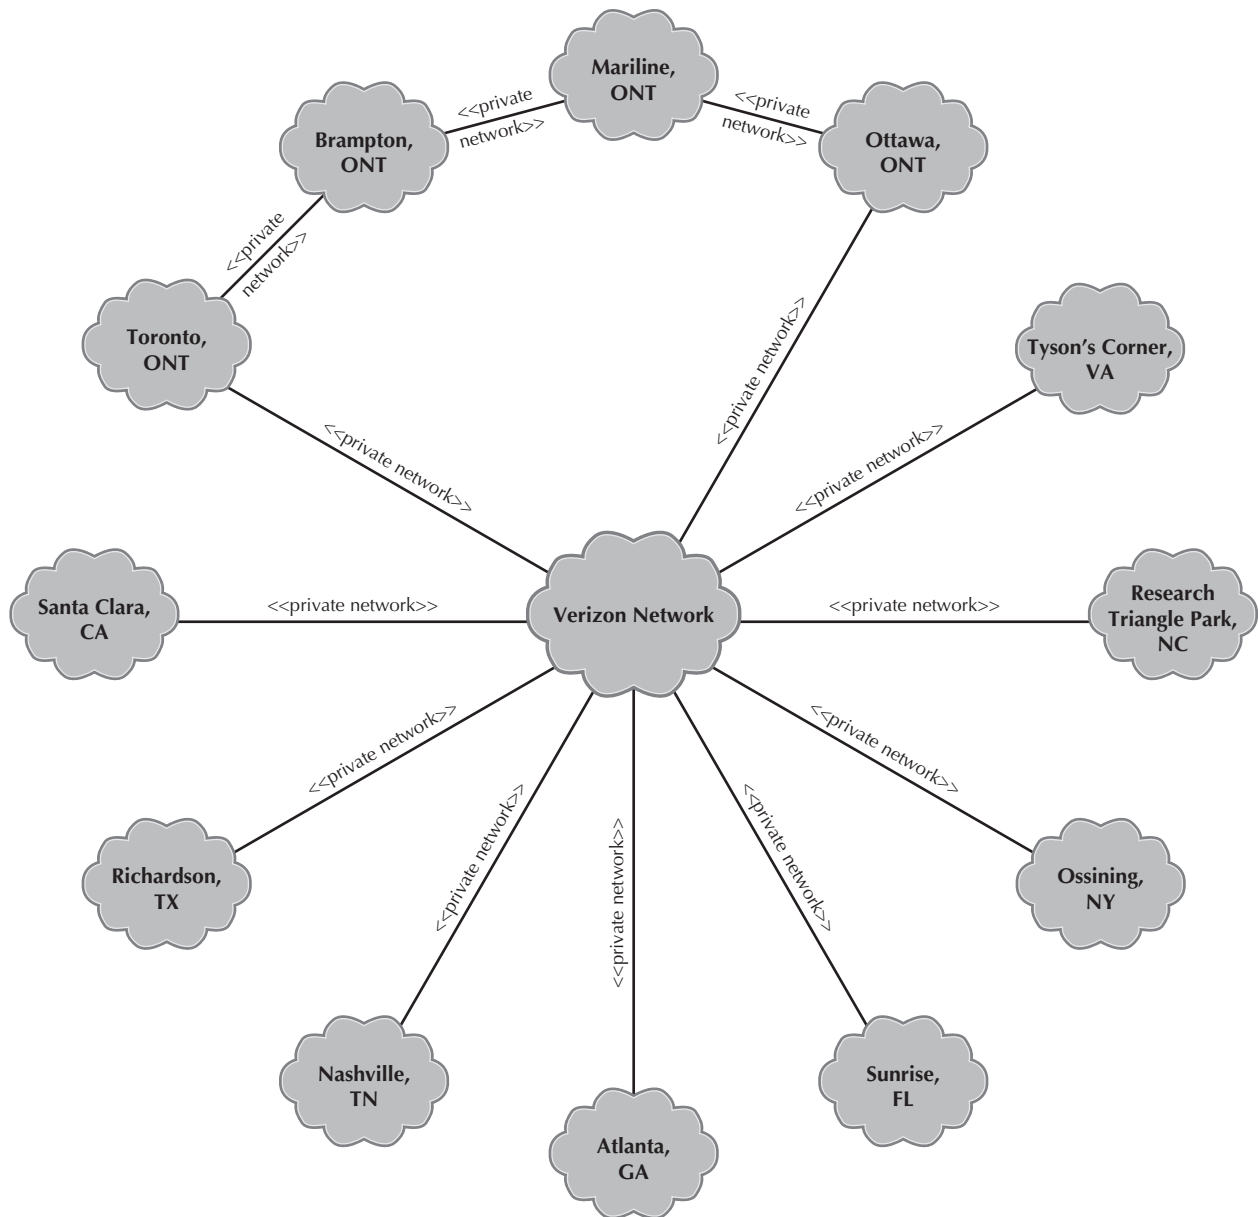 Mariline,
ONT
<<private
network>>
<<private
network>>
Brampton,
ONT
Ottawa,
ONT
<<private
network>>
Toronto,
ONT
<<private network>>
Tyson's Corner,
VA
<<private network>>
<<private network>>
Santa Clara,
CA
<<private network>>
Verizon Network
<<private network>>
Research
Triangle Park,
NC
<<private network>>
<<private network>>
<<private network>>
<<private network>>
<<private network>>
Richardson,
TX
Ossining,
NY
Nashville,
TN
Sunrise,
FL
Atlanta,
GA